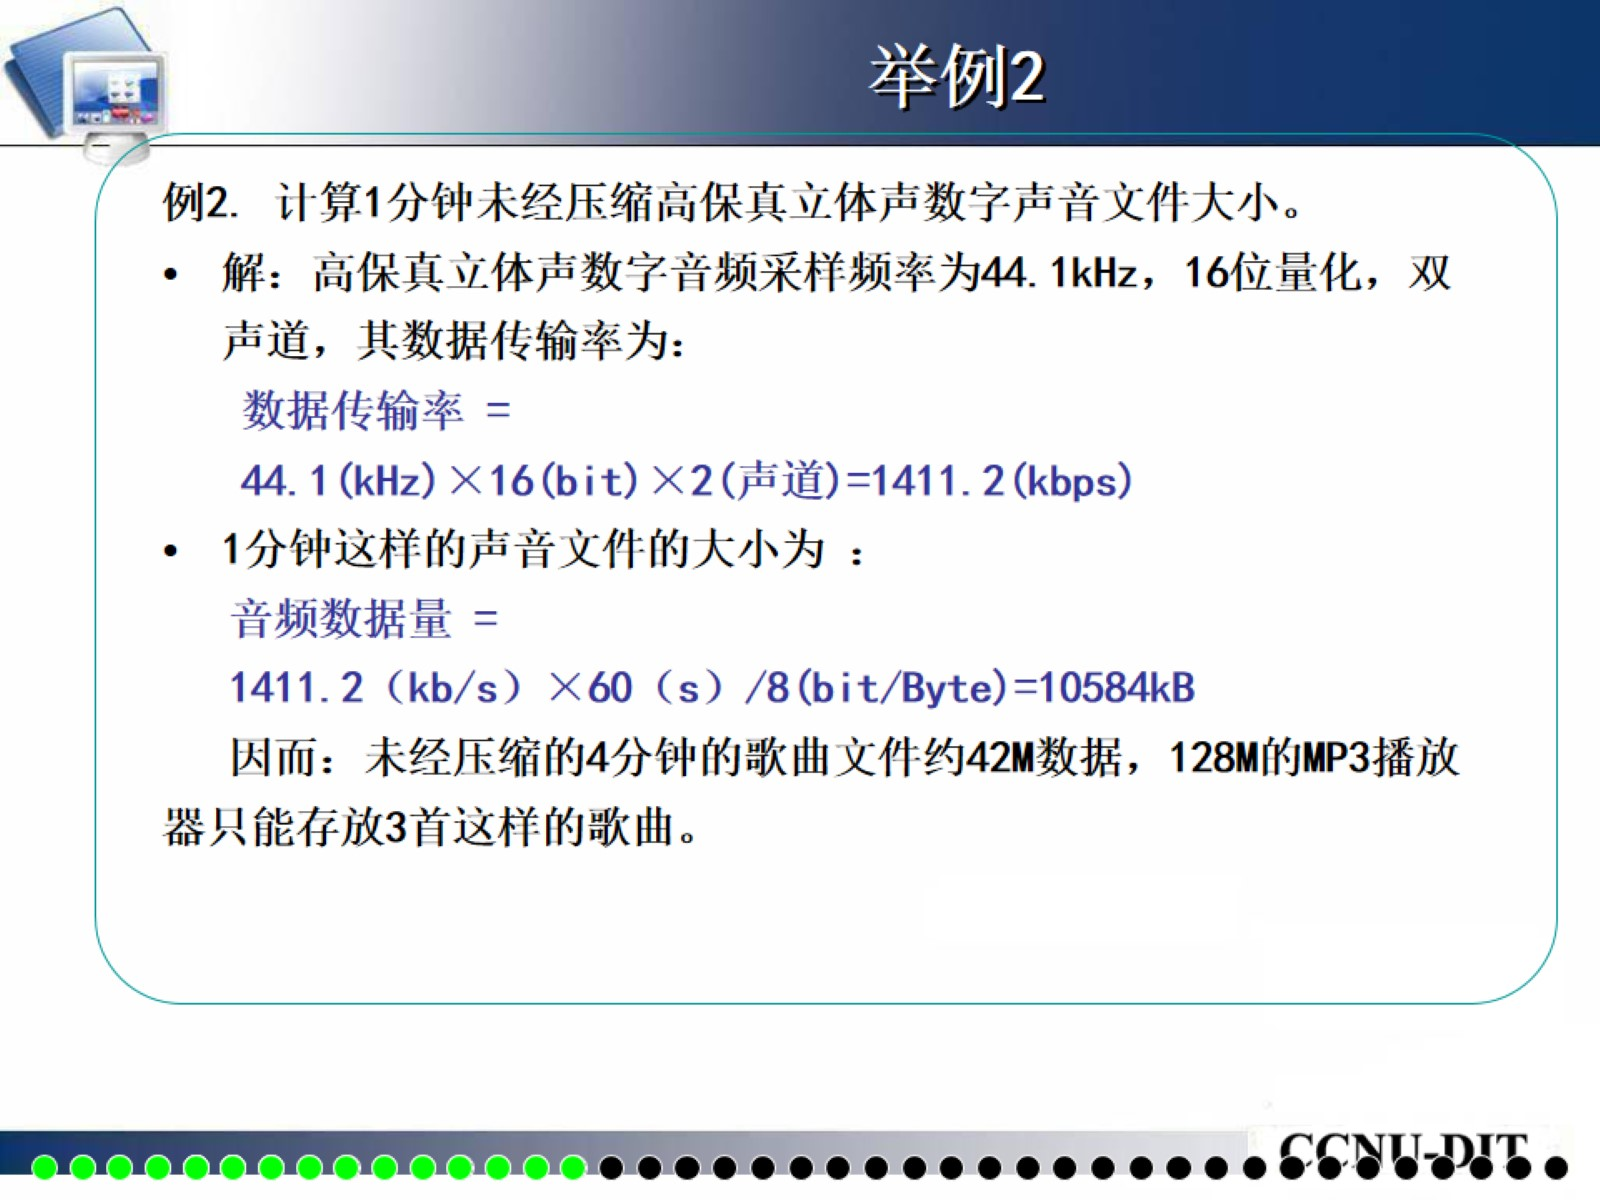 举例2
例2. 计算1分钟未经压缩高保真立体声数字声音文件大小。
• 解：高保真立体声数字音频采样频率为44.1kHz，16位量化，双
声道，其数据传输率为：
数据传输率 =
44.1(kHz)×16(bit)×2(声道)=1411.2(kbps)
• 1分钟这样的声音文件的大小为 ：
音频数据量 =
1411.2（kb/s）×60（s）/8(bit/Byte)=10584kB
因而：未经压缩的4分钟的歌曲文件约42M数据，128M的MP3播放
器只能存放3首这样的歌曲。
CCNU-DIT